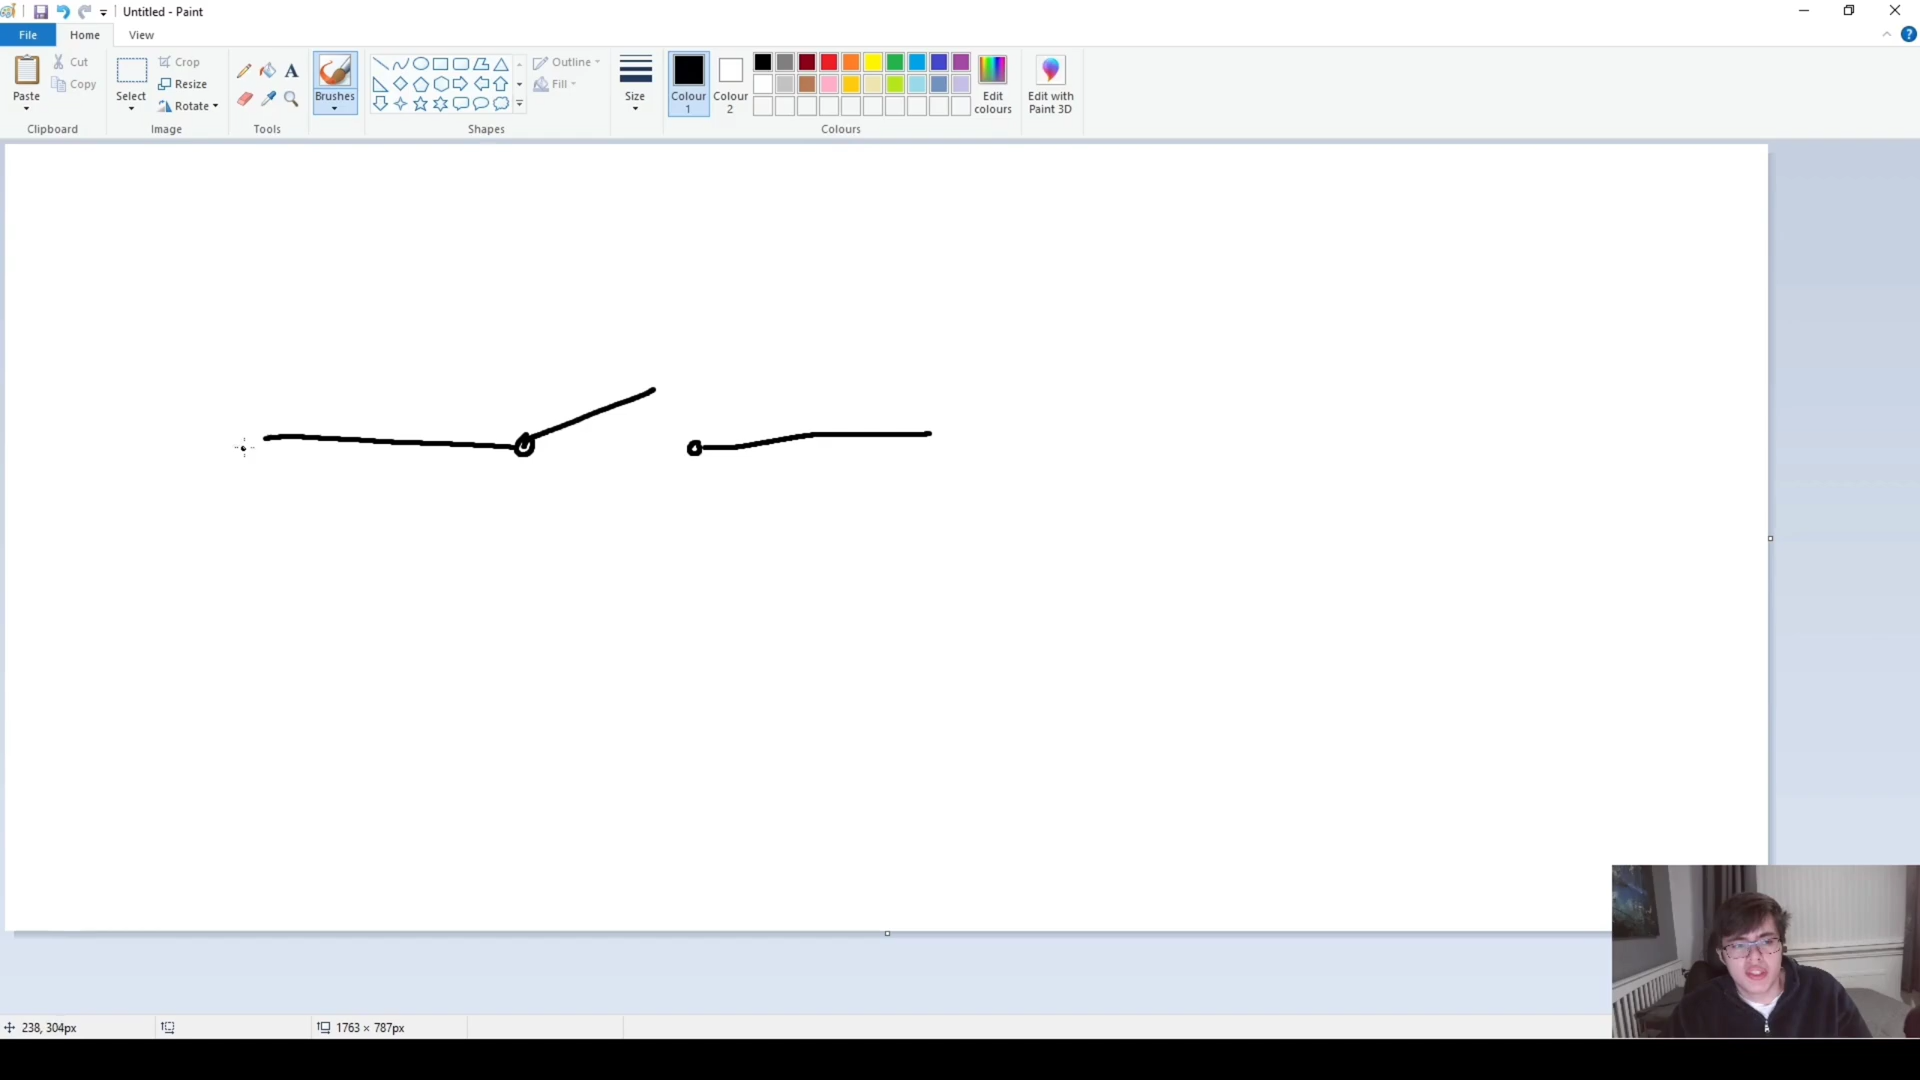 Untitled - Paint
File
Home
View
Paste
Cut
Copy
Clipboard
Select
Crop
Resize
Rotate
Image
A
Tools
Brushes
Outline
Fill
Shapes
Size
Colour 1
Colour 2
Edit colours
Colours
Edit with Paint 3D
?
238, 304px
1763 × 787px